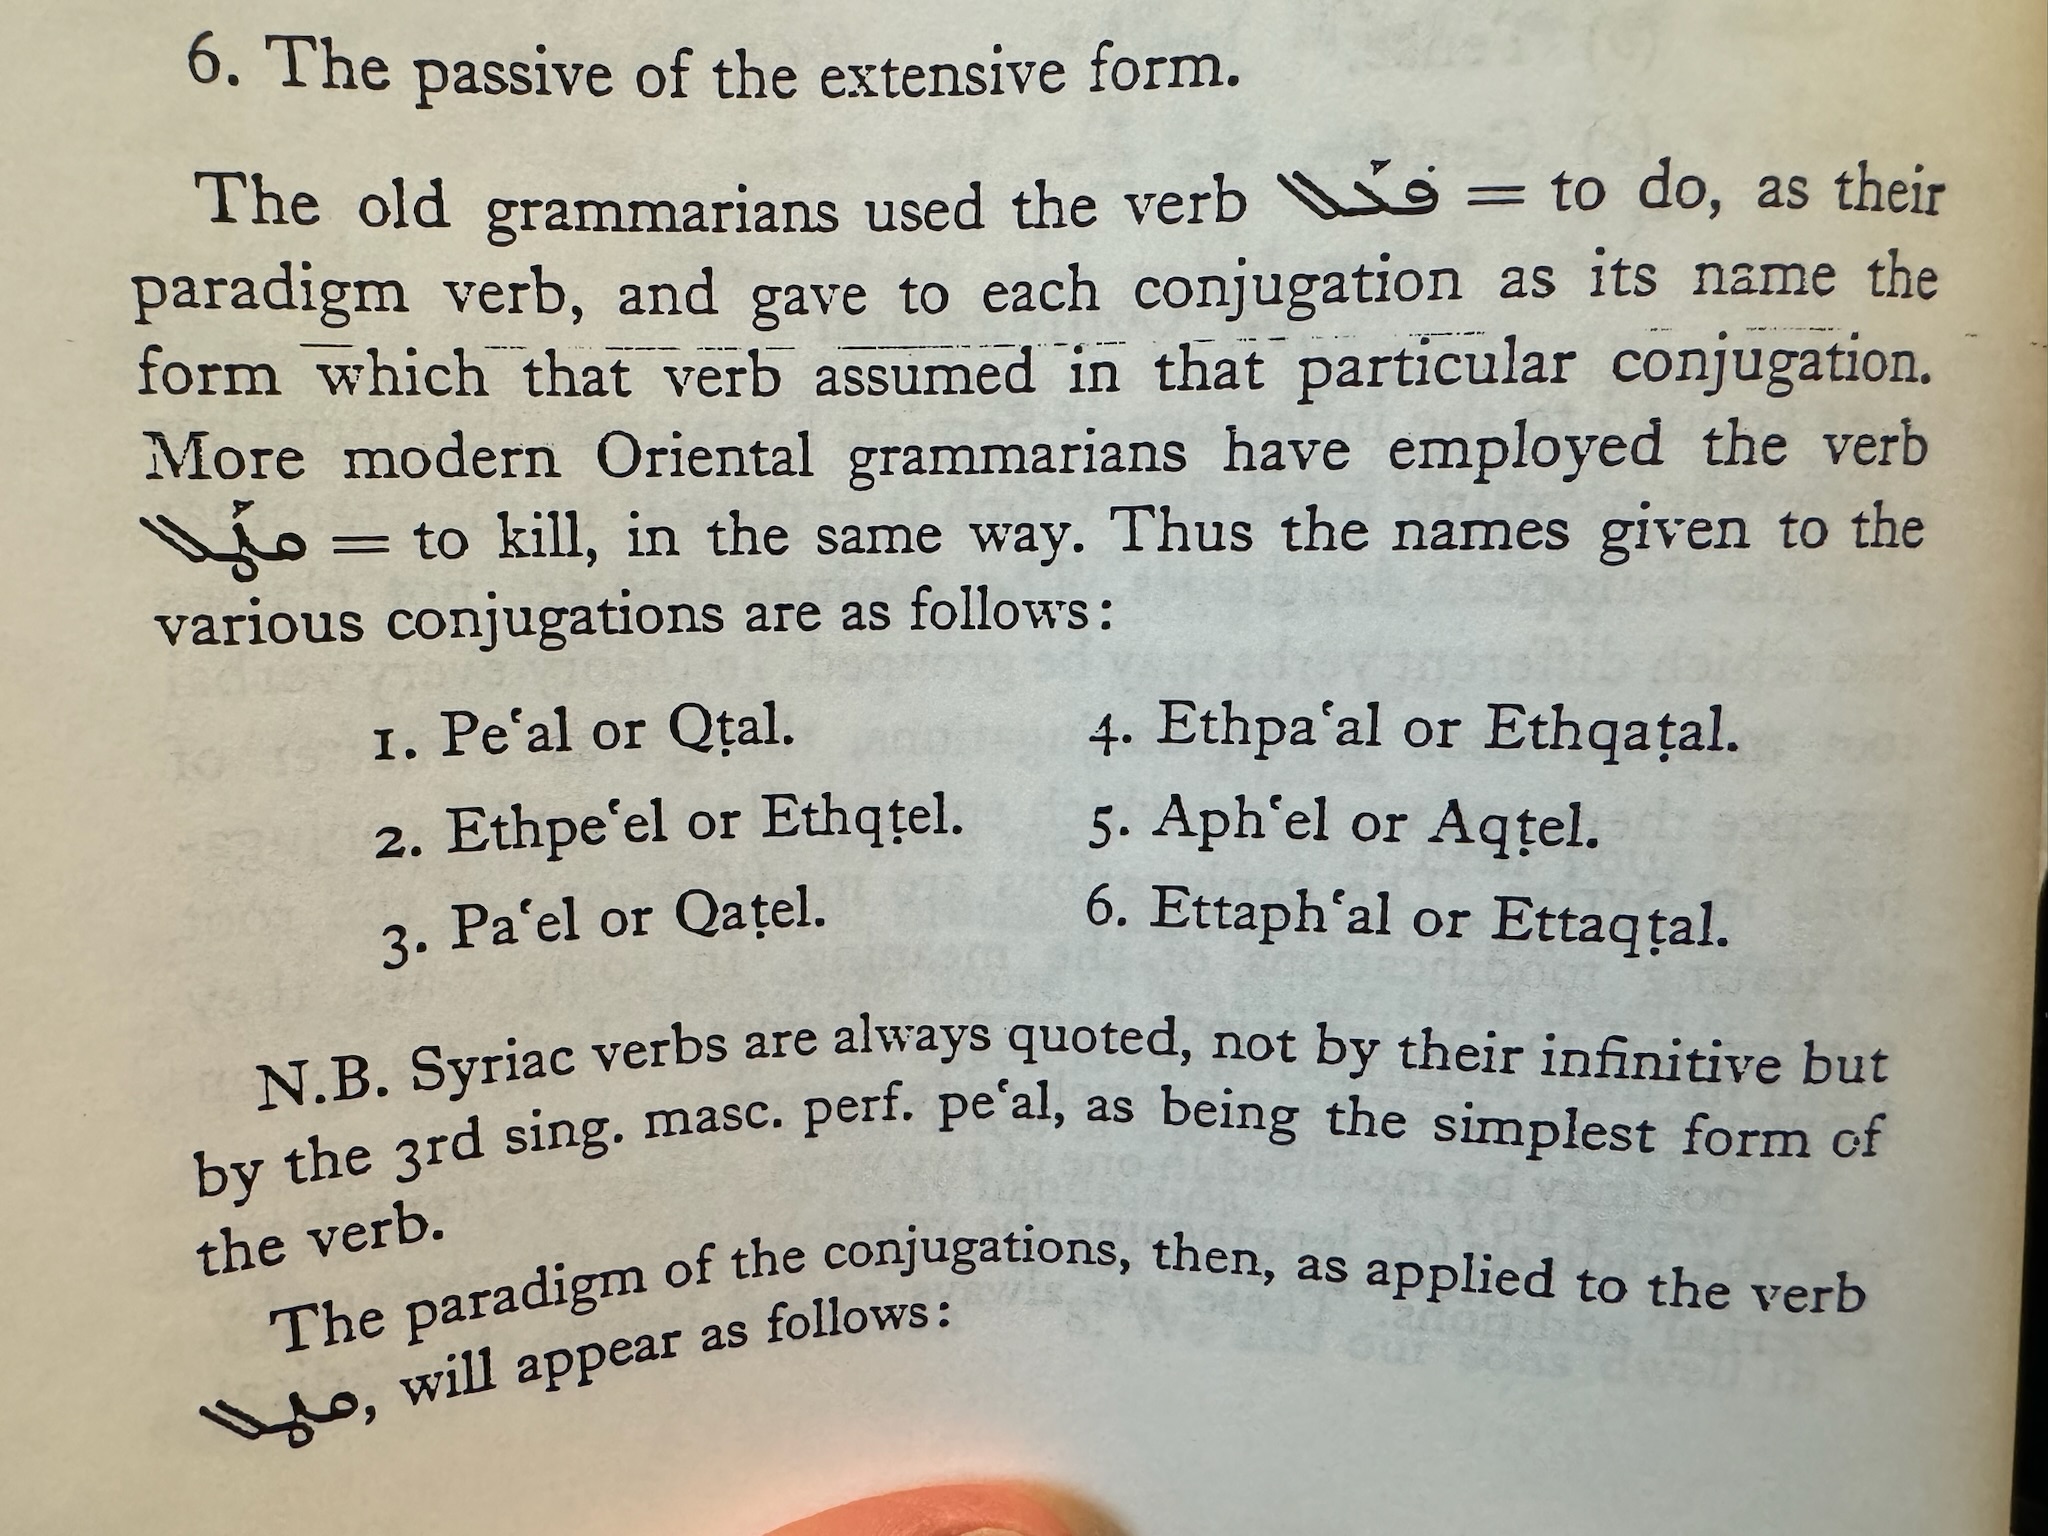 6. The passive of the extensive form.
The old grammarians used the verb ܦܥܰܠ = to do, as their
paradigm verb, and gave to each conjugation as its name the
form which that verb assumed in that particular conjugation.
More modern Oriental grammarians have employed the verb
ܩܛܰܠ = to kill, in the same way. Thus the names given to the
various conjugations are as follows:
1. Peʿal or Qṭal.
2. Ethpeʿel or Ethqṭel.
3. Paʿel or Qaṭel.
4. Ethpaʿal or Ethqaṭal.
5. Aphʿel or Aqṭel.
6. Ettaphʿal or Ettaqṭal.
N.B. Syriac verbs are always quoted, not by their infinitive but
by the 3rd sing. masc. perf. peʿal, as being the simplest form of
the verb.
The paradigm of the conjugations, then, as applied to the verb
ܩܛܠ, will appear as follows: